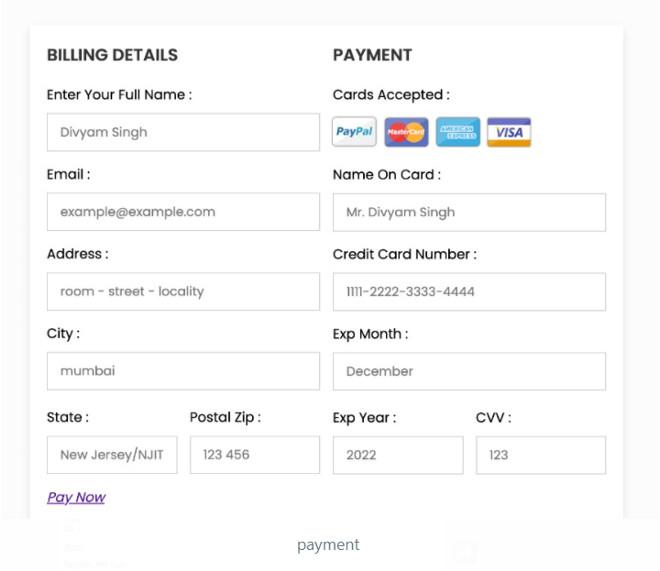 BILLING DETAILS
Enter Your Full Name :
Divyam Singh
Email :
example@example.com
Address :
room - street - locality
City :
mumbai
State :
Postal Zip :
New Jersey/NJIT
123 456
Pay Now
PAYMENT
Cards Accepted :
PayPal
MasterCard
AMERICAN EXPRESS
VISA
Name On Card :
Mr. Divyam Singh
Credit Card Number :
1111-2222-3333-4444
Exp Month :
December
Exp Year :
CVV :
2022
123
payment